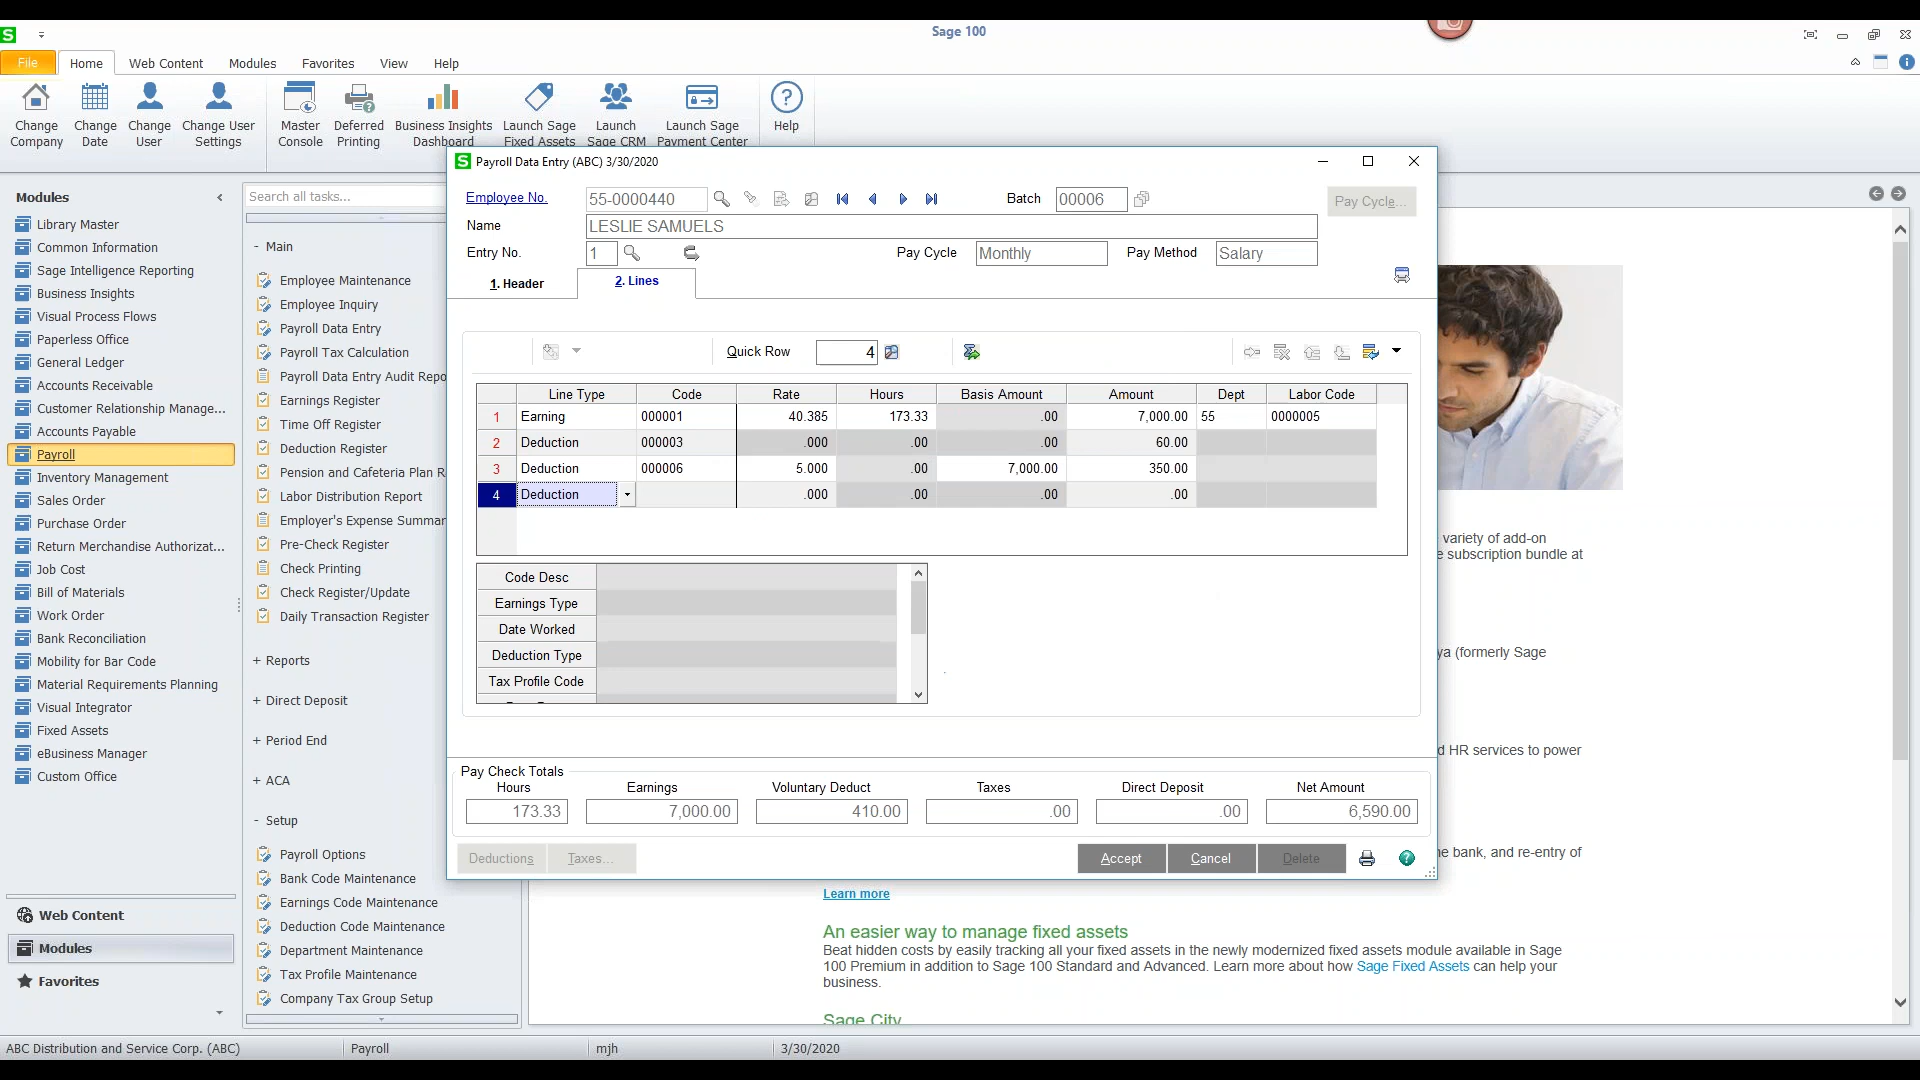 Sage 100
File Home Web Content Modules Favorites View Help
Change Company
Change Date
Change User
Change User Settings
Master Console
Deferred Printing
Business Insights Dashboard
Launch Sage Fixed Assets
Launch Sage CRM
Launch Sage Payment Center
Help
Modules
Library Master
Common Information
Sage Intelligence Reporting
Business Insights
Visual Process Flows
Paperless Office
General Ledger
Accounts Receivable
Customer Relationship Manage...
Accounts Payable
Payroll
Inventory Management
Sales Order
Purchase Order
Return Merchandise Authorizat...
Job Cost
Bill of Materials
Work Order
Bank Reconciliation
Mobility for Bar Code
Material Requirements Planning
Visual Integrator
Fixed Assets
eBusiness Manager
Custom Office
Web Content
Modules
Favorites
Search all tasks...
- Main
Employee Maintenance
Employee Inquiry
Payroll Data Entry
Payroll Tax Calculation
Payroll Data Entry Audit Repo
Earnings Register
Time Off Register
Deduction Register
Pension and Cafeteria Plan R
Labor Distribution Report
Employer's Expense Summar
Pre-Check Register
Check Printing
Check Register/Update
Daily Transaction Register
+ Reports
+ Direct Deposit
+ Period End
+ ACA
- Setup
Payroll Options
Bank Code Maintenance
Earnings Code Maintenance
Deduction Code Maintenance
Department Maintenance
Tax Profile Maintenance
Company Tax Group Setup
S Payroll Data Entry (ABC) 3/30/2020
Employee No. 55-0000440 Batch 00006 Pay Cycle...
Name LESLIE SAMUELS
Entry No. 1 Pay Cycle Monthly Pay Method Salary
1. Header 2. Lines
Quick Row 4
Line Type Code Rate Hours Basis Amount Amount Dept Labor Code
1 Earning 000001 40.385 173.33 .00 7,000.00 55 0000005
2 Deduction 000003 .000 .00 .00 60.00
3 Deduction 000006 5.000 .00 7,000.00 350.00
4 Deduction .000 .00 .00 .00
Code Desc
Earnings Type
Date Worked
Deduction Type
Tax Profile Code
Pay Check Totals
Hours Earnings Voluntary Deduct Taxes Direct Deposit Net Amount
173.33 7,000.00 410.00 .00 .00 6,590.00
Deductions Taxes... Accept Cancel Delete
variety of add-on
e subscription bundle at
ya (formerly Sage
d HR services to power
e bank, and re-entry of
Learn more
An easier way to manage fixed assets
Beat hidden costs by easily tracking all your fixed assets in the newly modernized fixed assets module available in Sage
100 Premium in addition to Sage 100 Standard and Advanced. Learn more about how Sage Fixed Assets can help your
business.
Sage City
ABC Distribution and Service Corp. (ABC) Payroll mjh 3/30/2020